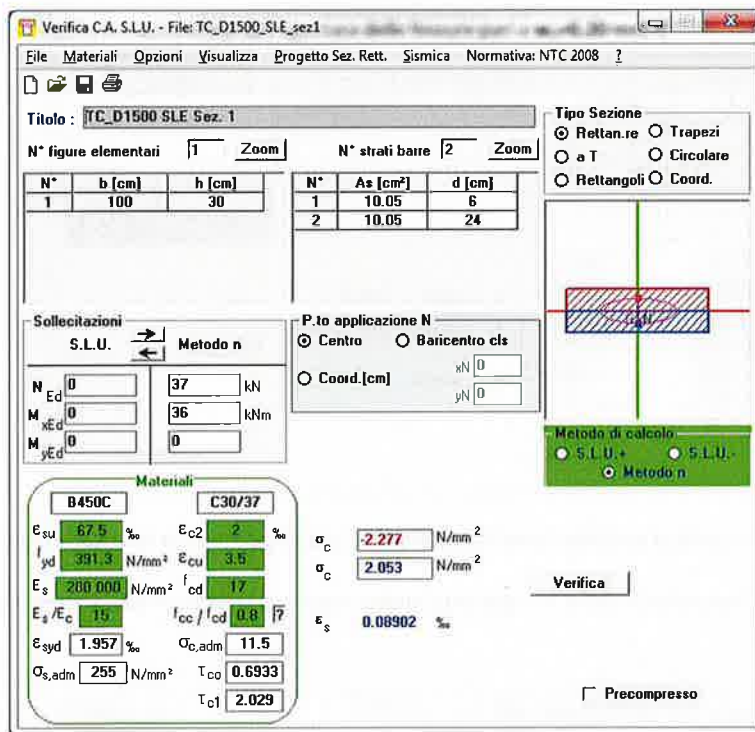 Verifica C.A. S.L.U. - File: TC_D1500_SLE_sez1
File Materiali Opzioni Visualizza Progetto Sez. Rett. Sismica Normativa: NTC 2008 ?
Titolo : TC_D1500 SLE Sez. 1
N° figure elementari 1 Zoom
N° strati barre 2 Zoom
N° b [cm] h [cm]
1 100 30
N° As [cm²] d [cm]
1 10.05 6
2 10.05 24
Tipo Sezione
Rettan.re Trapezi
a T Circolare
Rettangoli Coord.
Sollecitazioni
S.L.U. Metodo n
N Ed 0 37 kN
M xEd 0 36 kNm
M yEd 0 0
P.to applicazione N
Centro Baricentro cls
Coord.[cm] xN 0
yN 0
N
Metodo di calcolo
S.L.U.+ S.L.U.-
Metodo n
Materiali
B450C C30/37
εsu 67.5 ‰ εc2 2 ‰
fyd 391.3 N/mm² εcu 3.5
Es 200 000 N/mm² fcd 17
Es/Ec 15 fcc / fcd 0.8 ?
εsyd 1.957 ‰ σc,adm 11.5
σs,adm 255 N/mm² τco 0.6933
τc1 2.029
σc -2.277 N/mm²
σc 2.053 N/mm²
εs 0.08902 ‰
Verifica
Precompresso